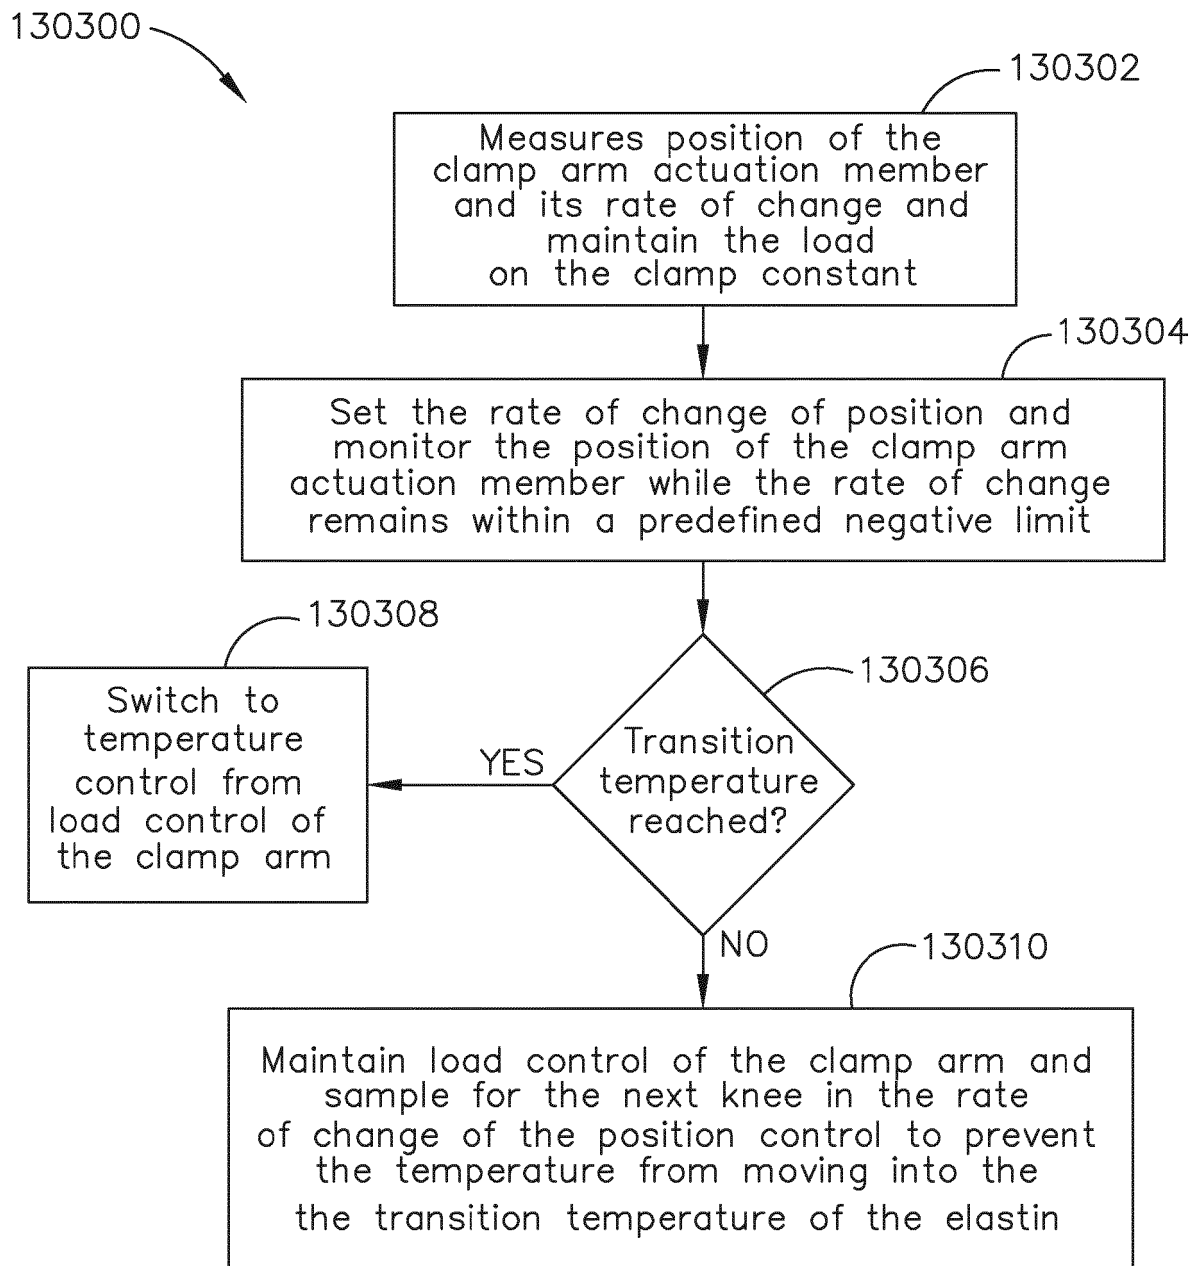 130300
130302
Measures position of the
clamp arm actuation member
and its rate of change and
maintain the load
on the clamp constant
130304
Set the rate of change of position and
monitor the position of the clamp arm
actuation member while the rate of change
remains within a predefined negative limit
130308
Switch to
temperature
control from
load control of
the clamp arm
YES
130306
Transition
temperature
reached?
NO
130310
Maintain load control of the clamp arm and
sample for the next knee in the rate
of change of the position control to prevent
the temperature from moving into the
the transition temperature of the elastin